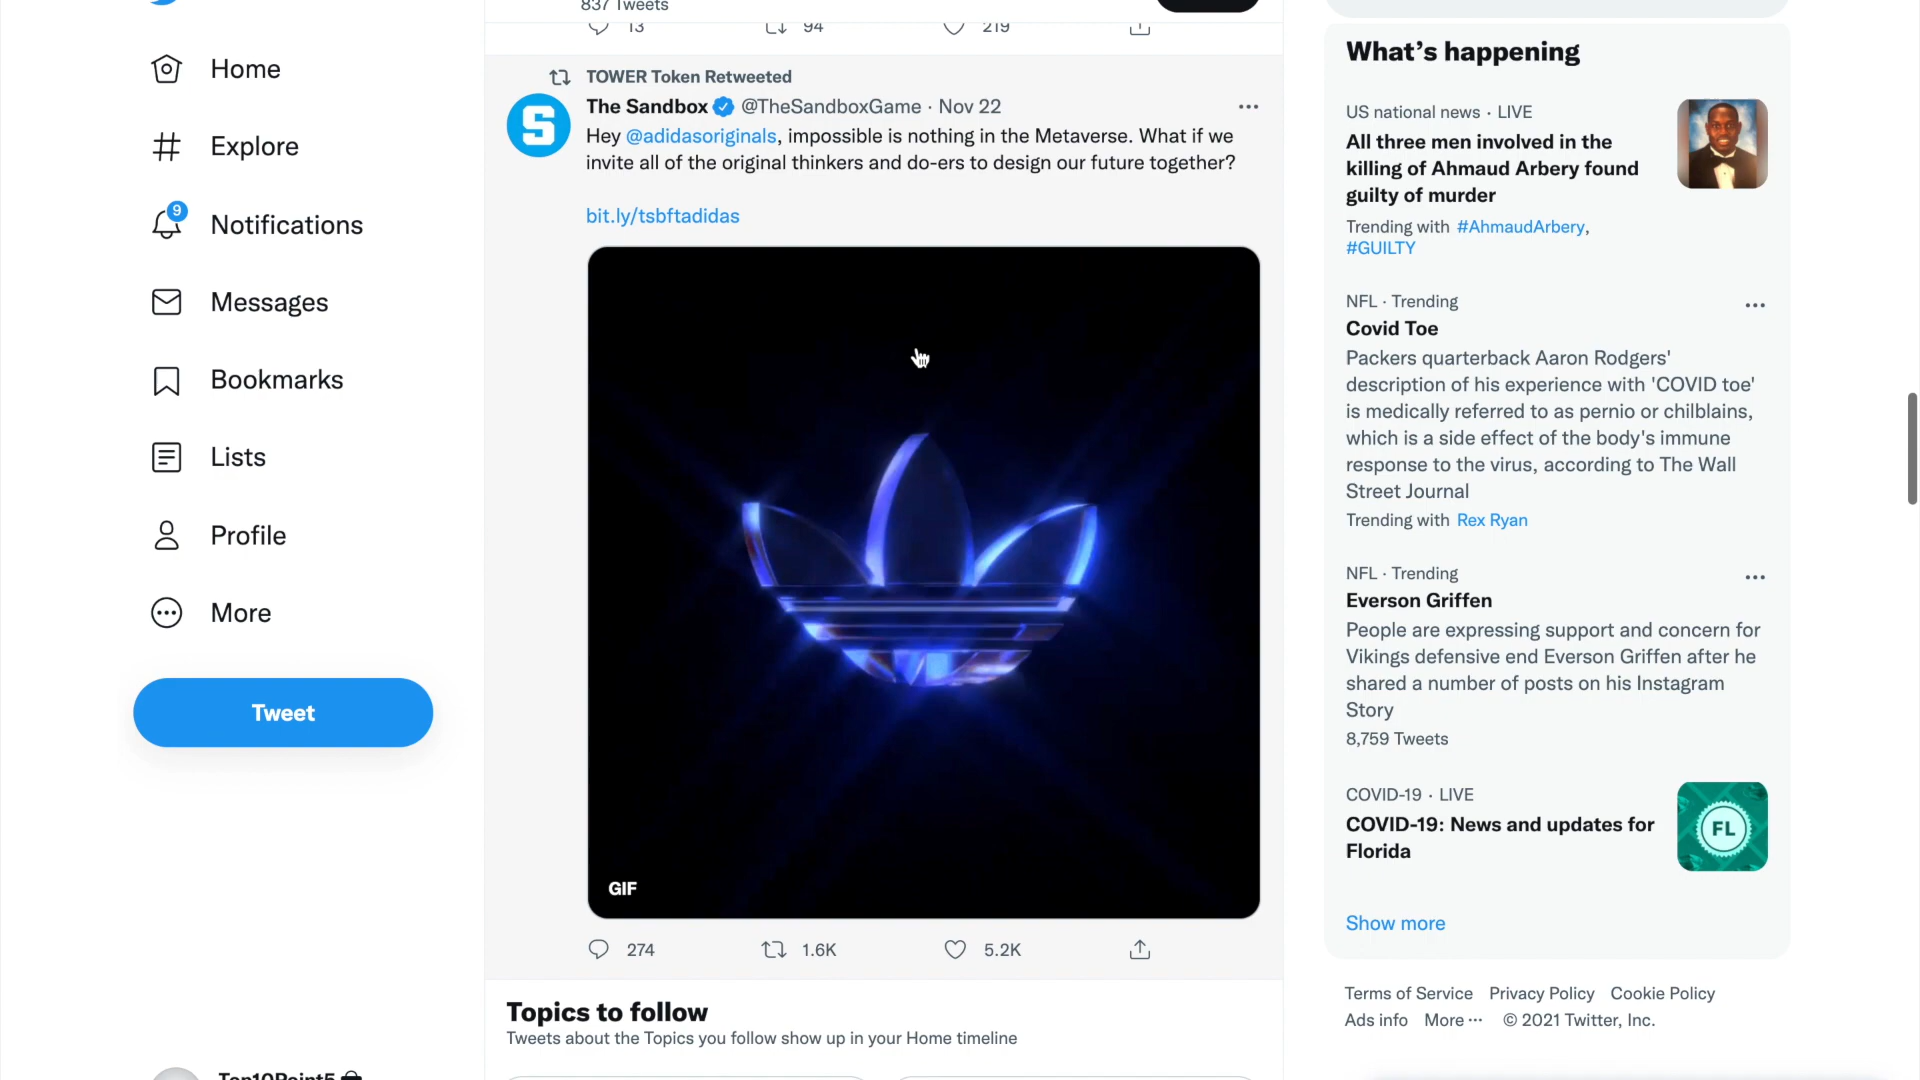 Home
Explore
9
Notifications
Messages
Bookmarks
Lists
Profile
More
Tweet
837 Tweets
13 94 219
TOWER Token Retweeted
The Sandbox @TheSandboxGame · Nov 22
S
Hey @adidasoriginals, impossible is nothing in the Metaverse. What if we
invite all of the original thinkers and do-ers to design our future together?
bit.ly/tsbftadidas
GIF
274 1.6K 5.2K
Topics to follow
Tweets about the Topics you follow show up in your Home timeline
What's happening
US national news · LIVE
All three men involved in the
killing of Ahmaud Arbery found
guilty of murder
Trending with #AhmaudArbery,
#GUILTY
NFL · Trending
Covid Toe
Packers quarterback Aaron Rodgers'
description of his experience with 'COVID toe'
is medically referred to as pernio or chilblains,
which is a side effect of the body's immune
response to the virus, according to The Wall
Street Journal
Trending with Rex Ryan
NFL · Trending
Everson Griffen
People are expressing support and concern for
Vikings defensive end Everson Griffen after he
shared a number of posts on his Instagram
Story
8,759 Tweets
COVID-19 · LIVE
COVID-19: News and updates for
Florida
FL
Show more
Terms of Service Privacy Policy Cookie Policy
Ads info More ··· © 2021 Twitter, Inc.
Top10Point5